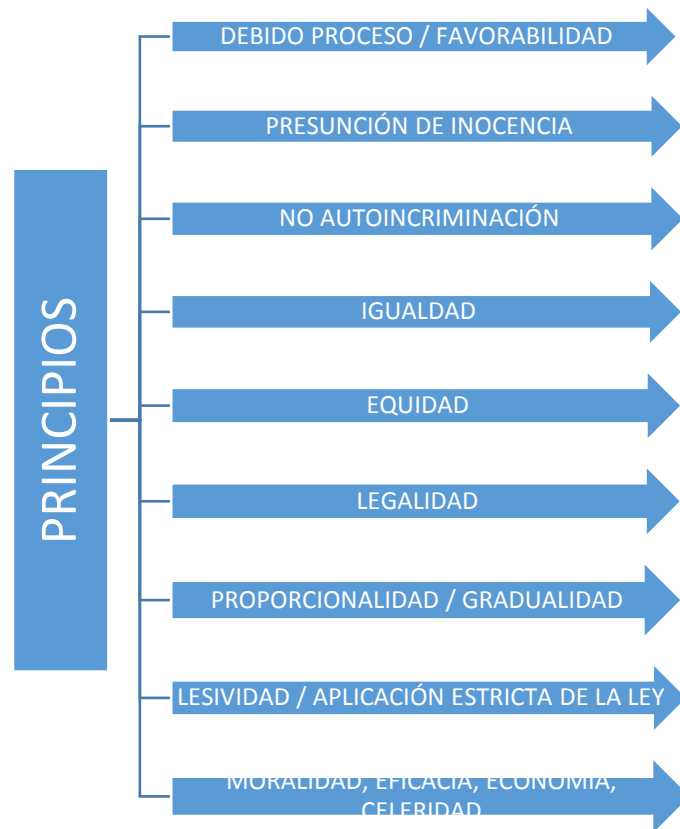 PRINCIPIOS
DEBIDO PROCESO / FAVORABILIDAD
PRESUNCIÓN DE INOCENCIA
NO AUTOINCRIMINACIÓN
IGUALDAD
EQUIDAD
LEGALIDAD
PROPORCIONALIDAD / GRADUALIDAD
LESIVIDAD / APLICACIÓN ESTRICTA DE LA LEY
MORALIDAD, EFICACIA, ECONOMIA,
CELERIDAD